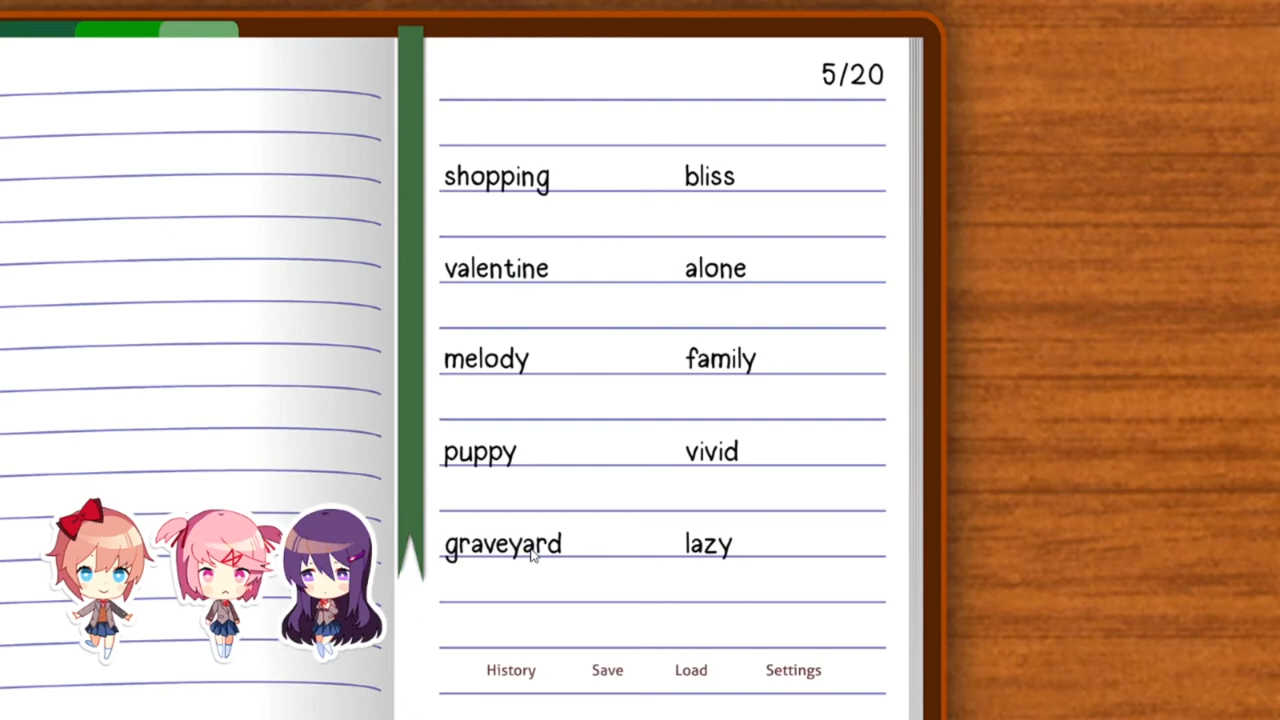 5/20
shopping bliss
valentine alone
melody family
puppy vivid
graveyard lazy
History Save Load Settings